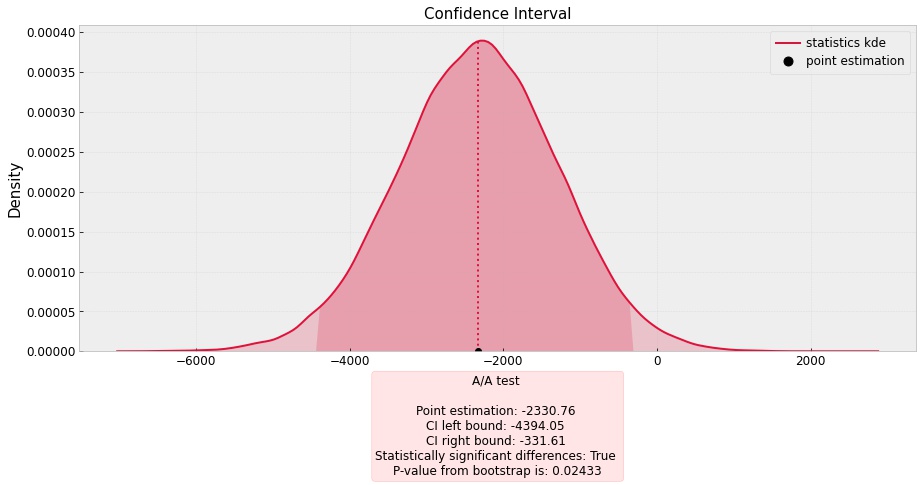 Confidence Interval
0.00040
0.00035
0.00030
0.00025
0.00020
0.00015
0.00010
0.00005
0.00000
Density
statistics kde
point estimation
−6000 −4000 −2000 0 2000
A/A test
Point estimation: -2330.76
CI left bound: -4394.05
CI right bound: -331.61
Statistically significant differences: True
P-value from bootstrap is: 0.02433